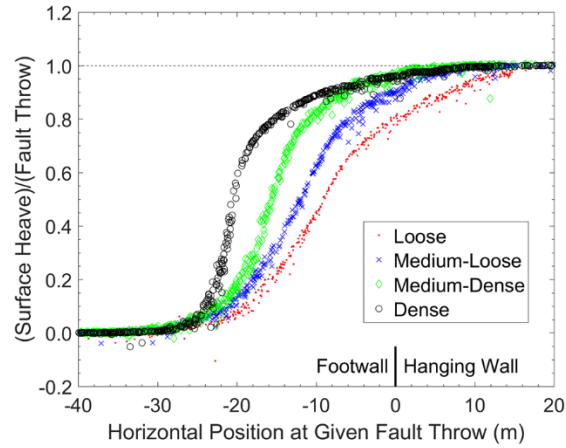 1.2
1.0
0.8
0.6
0.4
0.2
0.0
-0.2
(Surface Heave)/(Fault Throw)
Loose
Medium-Loose
Medium-Dense
Dense
Footwall Hanging Wall
-40 -30 -20 -10 0 10 20
Horizontal Position at Given Fault Throw (m)